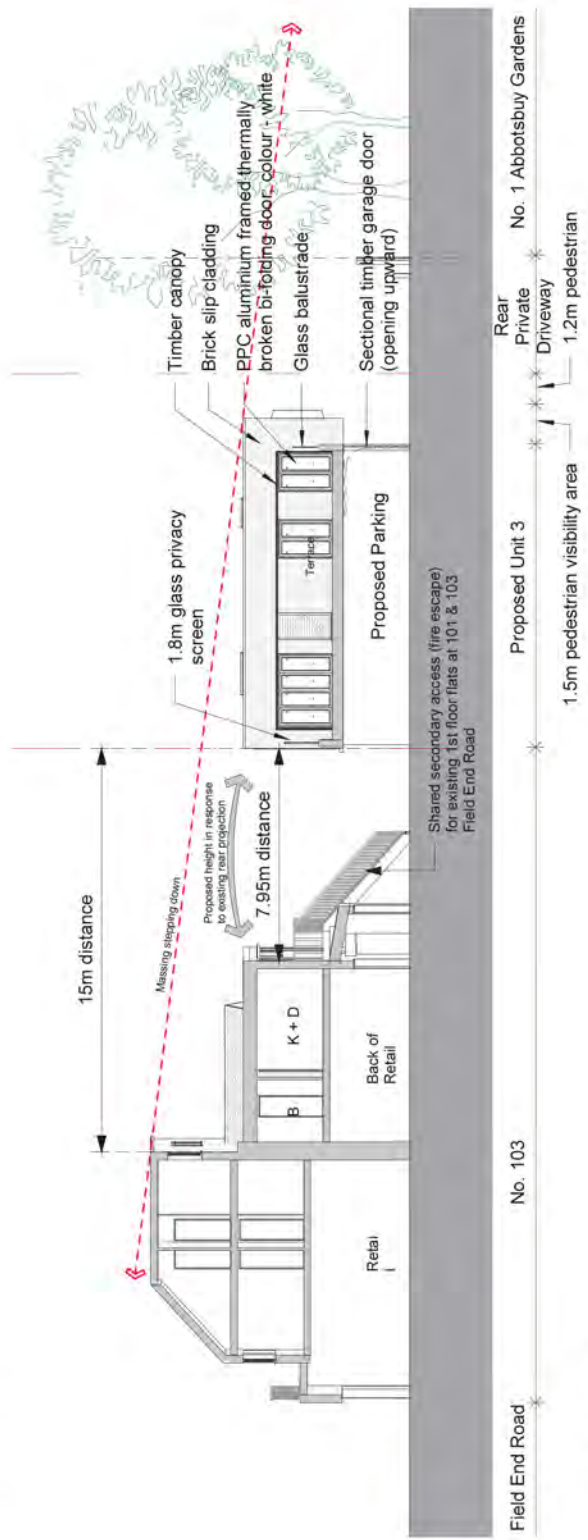 15m distance
Massing stepping down
Proposed height in response
to existing rear projection
7.95m distance
1.8m glass privacy
screen
Timber canopy
Brick slip cladding
PPC aluminium framed thermally
broken bi-folding door, colour - white
Glass balustrade
Sectional timber garage door
(opening upward)
B
K + D
Terrace
Retai
l
Back of
Retail
Proposed Parking
Shared secondary access (fire escape)
for existing 1st floor flats at 101 & 103
Field End Road
Field End Road
No. 103
Proposed Unit 3
Rear
Private
Driveway
No. 1 Abbotsbuy Gardens
1.5m pedestrian visibility area
1.2m pedestrian